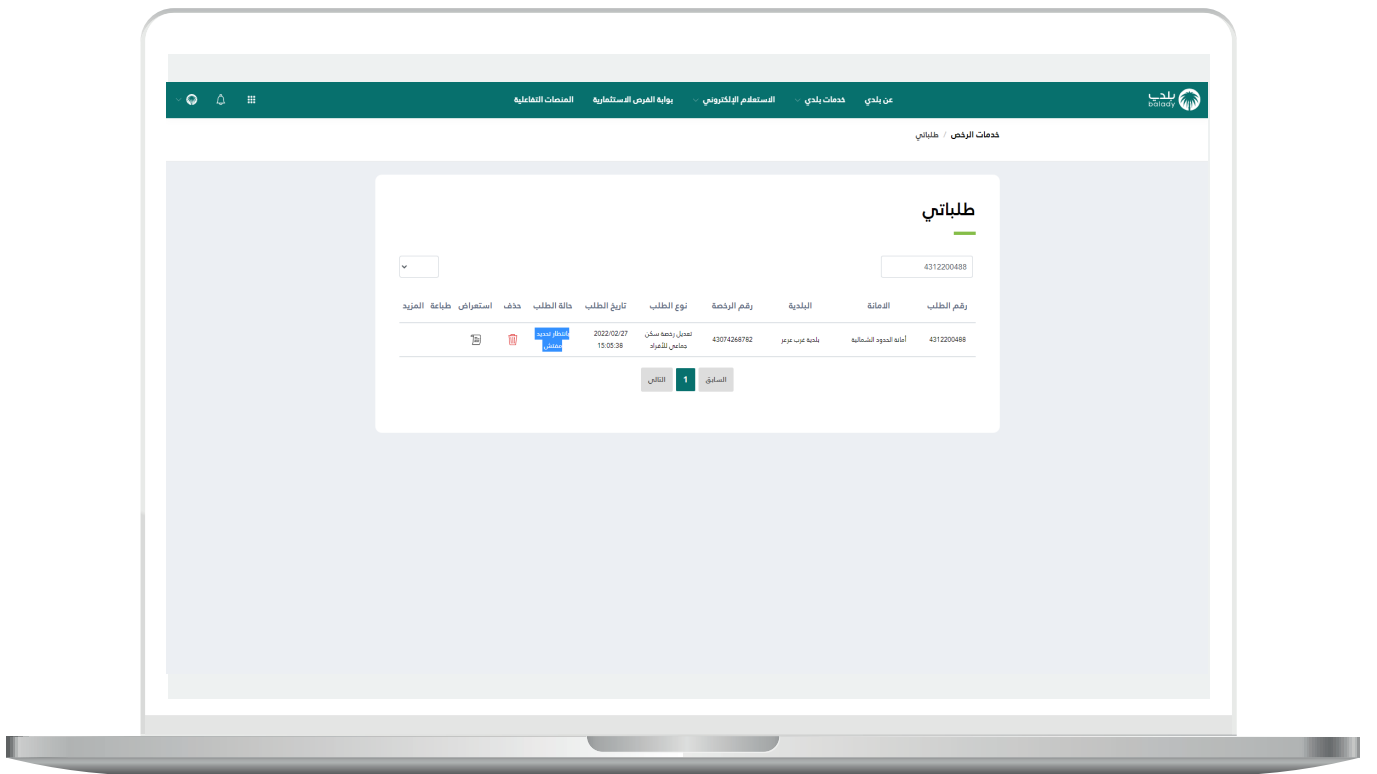 بلدي
balady
عن بلدي
خدمات بلدي
الاستعلام الإلكتروني
بوابة الفرص الاستثمارية
المنصات التفاعلية
خدمات الرخص / طلباتي
طلباتي
4312200488
رقم الطلب الامانة البلدية رقم الرخصة نوع الطلب تاريخ الطلب حالة الطلب حذف استعراض طباعة المزيد
4312200488 أمانة الحدود الشمالية بلدية غرب عرعر 43074268782 تعديل رخصة سكن 2022/02/27 بانتظار تحديد
جماعي للأفراد 15:05:38 مفتش
السابق 1 التالي